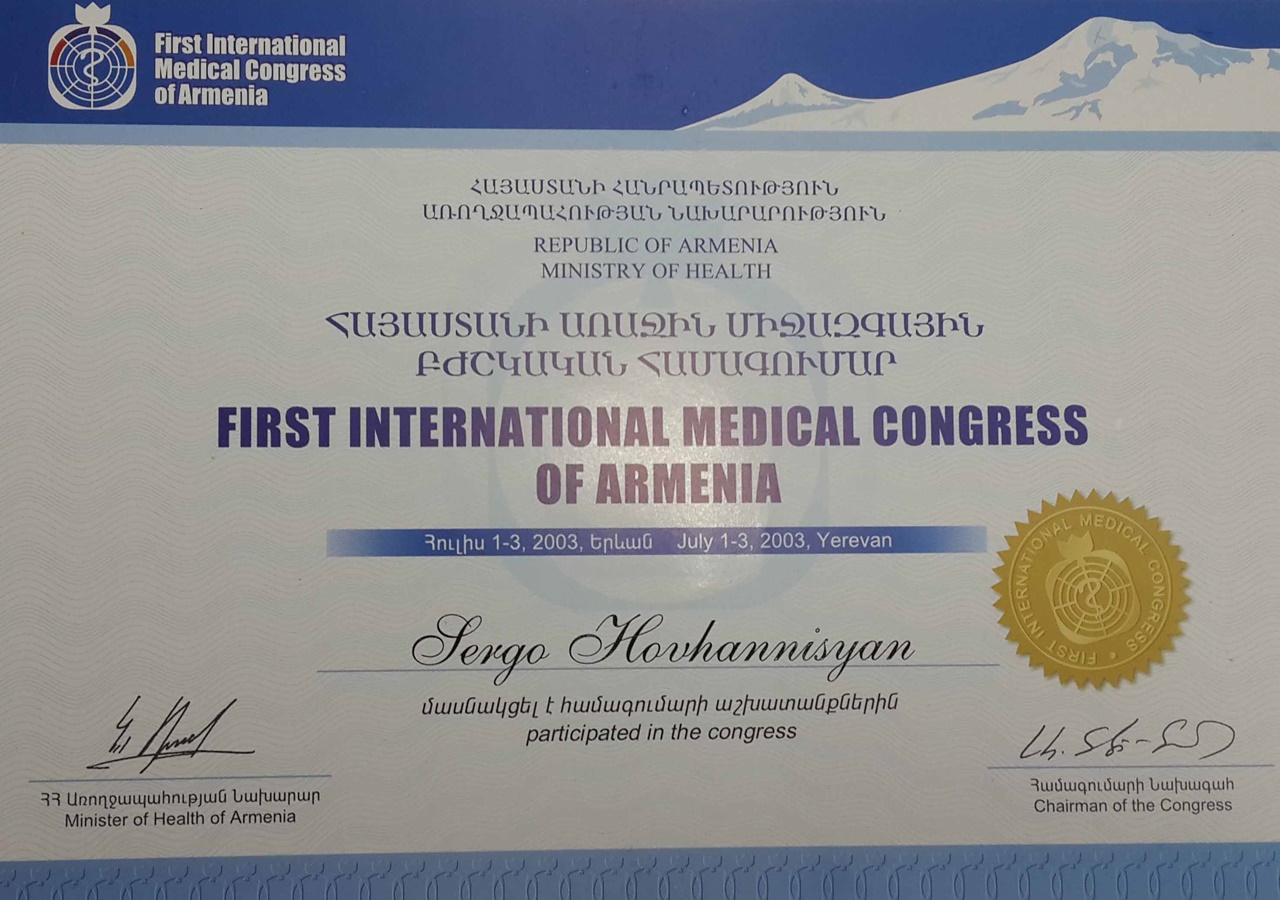 First International
Medical Congress
of Armenia
ՀԱՅԱՍՏԱՆԻ ՀԱՆՐԱՊԵՏՈՒԹՅՈՒՆ
ԱՌՈՂՋԱՊԱՀՈՒԹՅԱՆ ՆԱԽԱՐԱՐՈՒԹՅՈՒՆ
REPUBLIC OF ARMENIA
MINISTRY OF HEALTH
ՀԱՅԱՍՏԱՆԻ ԱՌԱՋԻՆ ՄԻՋԱԶԳԱՅԻՆ
ԲԺՇԿԱԿԱՆ ՀԱՄԱԳՈՒՄԱՐ
FIRST INTERNATIONAL MEDICAL CONGRESS
OF ARMENIA
Հուլիս 1-3, 2003, Երևան July 1-3, 2003, Yerevan
FIRST INTERNATIONAL MEDICAL CONGRESS
Sergo Hovhannisyan
մասնակցել է համագումարի աշխատանքներին
participated in the congress
ՀՀ Առողջապահության Նախարար
Minister of Health of Armenia
Համագումարի Նախագահ
Chairman of the Congress